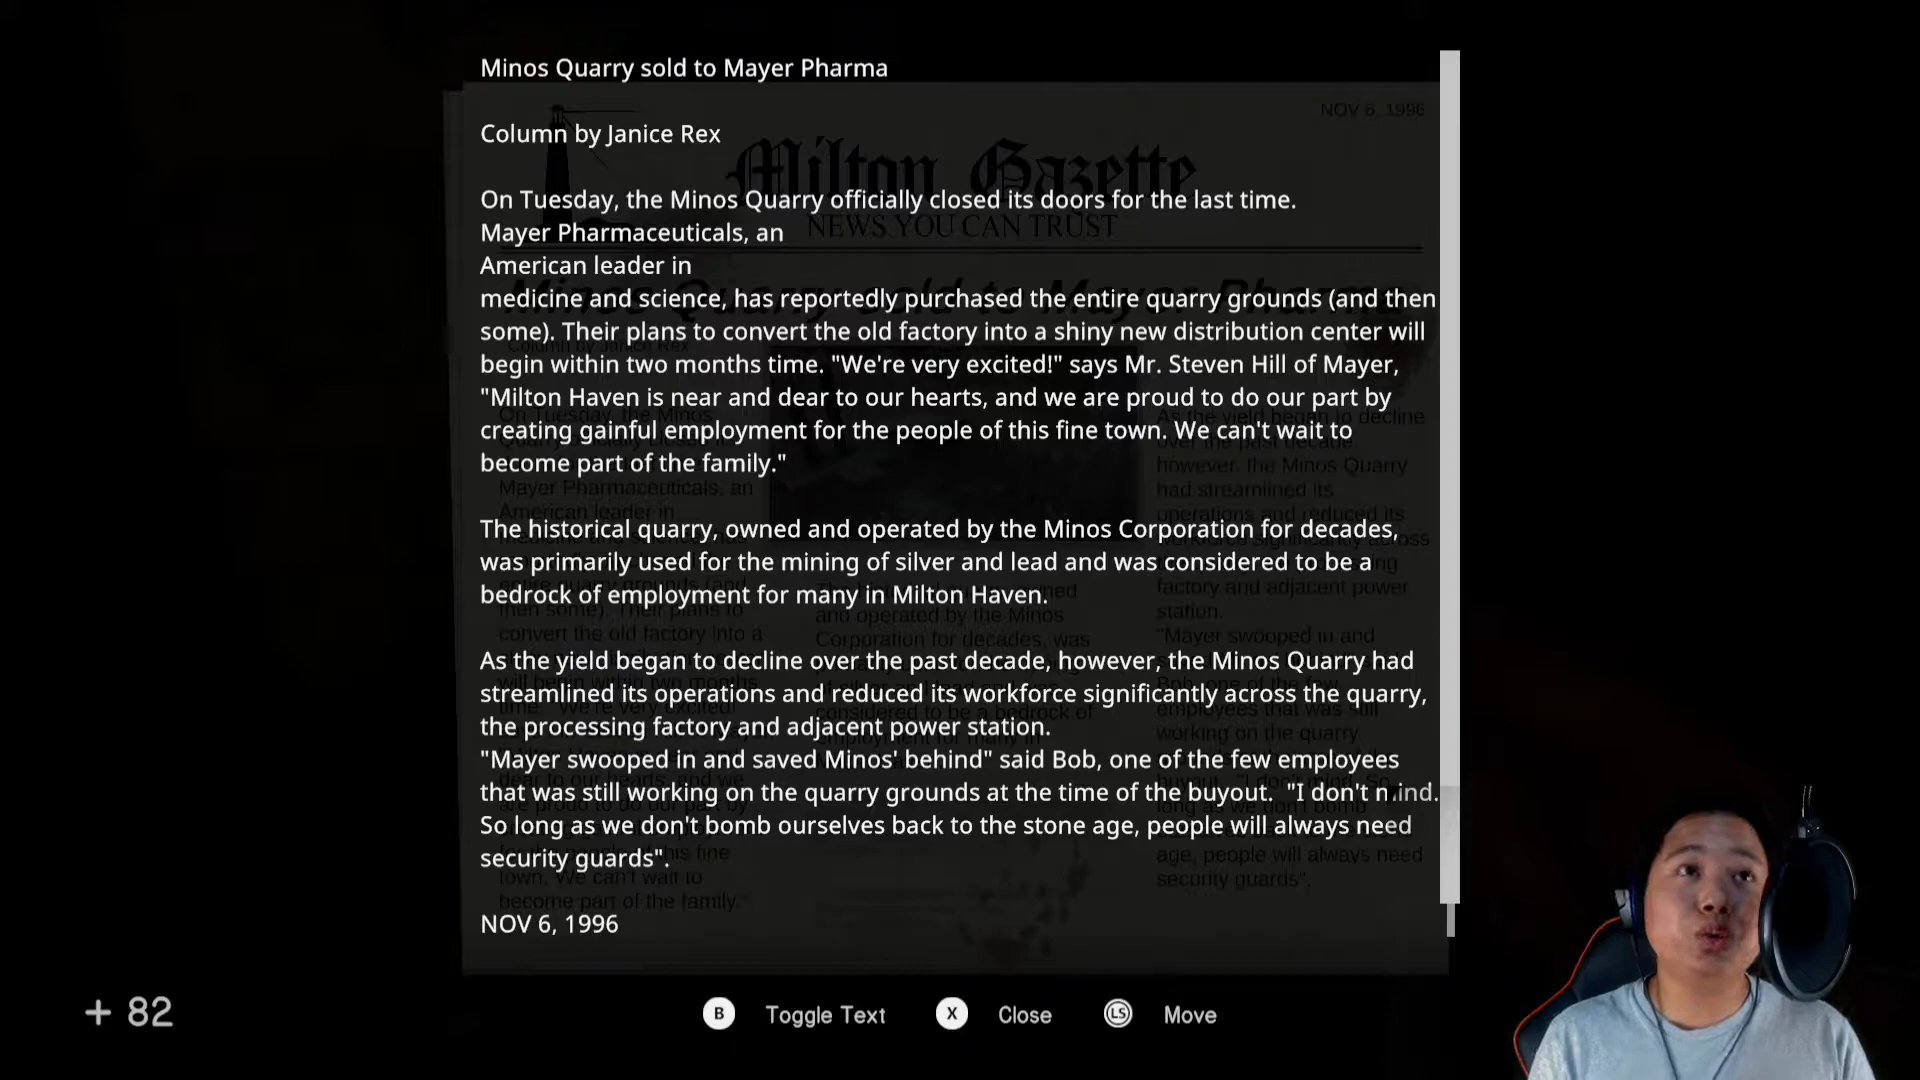 Minos Quarry sold to Mayer Pharma
NOV 6, 1996
Column by Janice Rex
Milton Gazette
On Tuesday, the Minos Quarry officially closed its doors for the last time.
NEWS YOU CAN TRUST
Mayer Pharmaceuticals, an
American leader in
medicine and science, has reportedly purchased the entire quarry grounds (and then
some). Their plans to convert the old factory into a shiny new distribution center will
begin within two months time. "We're very excited!" says Mr. Steven Hill of Mayer,
"Milton Haven is near and dear to our hearts, and we are proud to do our part by
creating gainful employment for the people of this fine town. We can't wait to
become part of the family."
The historical quarry, owned and operated by the Minos Corporation for decades,
was primarily used for the mining of silver and lead and was considered to be a
bedrock of employment for many in Milton Haven.
As the yield began to decline over the past decade, however, the Minos Quarry had
streamlined its operations and reduced its workforce significantly across the quarry,
the processing factory and adjacent power station.
"Mayer swooped in and saved Minos' behind" said Bob, one of the few employees
that was still working on the quarry grounds at the time of the buyout.  "I don't mind.
So long as we don't bomb ourselves back to the stone age, people will always need
security guards".
NOV 6, 1996
+ 82
B Toggle Text X Close LS Move